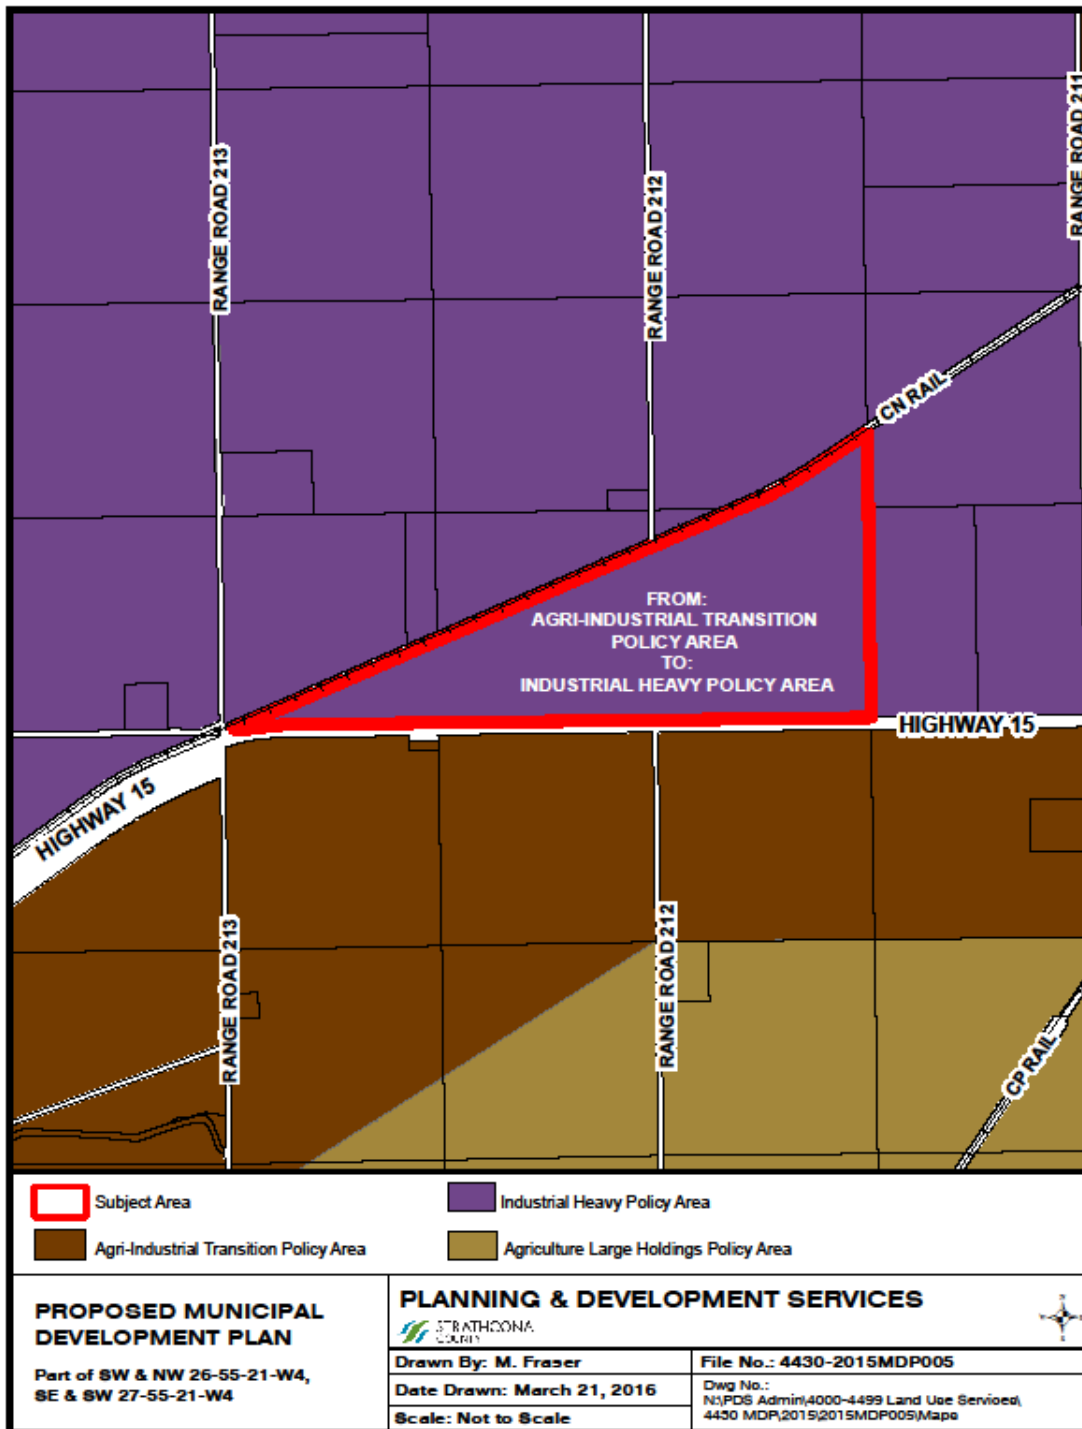 RANGE ROAD 213
RANGE ROAD 212
RANGE ROAD 211
CN RAIL
FROM:
AGRI-INDUSTRIAL TRANSITION
POLICY AREA
TO:
INDUSTRIAL HEAVY POLICY AREA
HIGHWAY 15
HIGHWAY 15
RANGE ROAD 213
RANGE ROAD 212
CP RAIL
Subject Area
Industrial Heavy Policy Area
Agri-Industrial Transition Policy Area
Agriculture Large Holdings Policy Area
PROPOSED MUNICIPAL
DEVELOPMENT PLAN
Part of SW & NW 26-55-21-W4,
SE & SW 27-55-21-W4
PLANNING & DEVELOPMENT SERVICES
STRATHCONA
COUNTY
Drawn By: M. Fraser
File No.: 4430-2015MDP005
Date Drawn: March 21, 2016
Dwg No.:
N:\PDS Admin\4000-4499 Land Use Services\
4430 MDP\2015\2015MDP005\Maps
Scale: Not to Scale